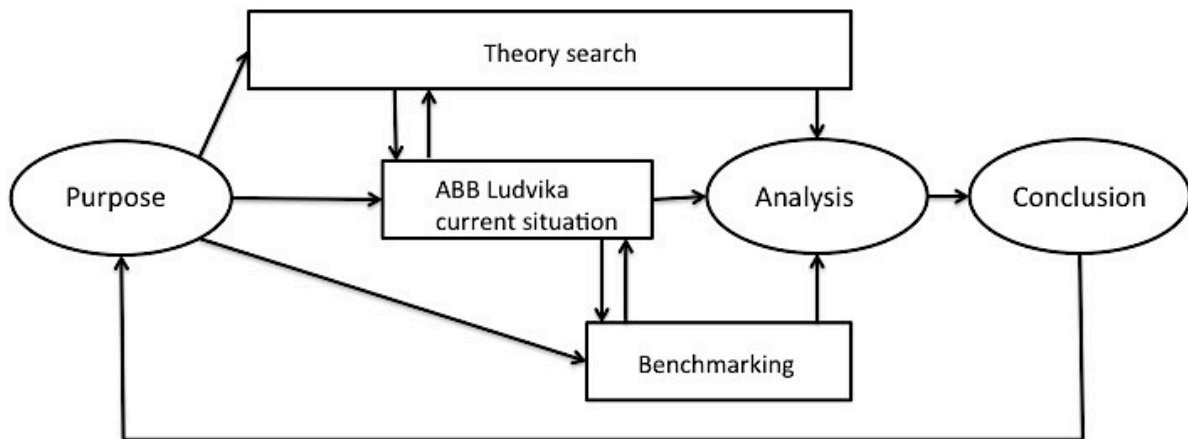 Theory search
Purpose
ABB Ludvika
current situation
Analysis
Conclusion
Benchmarking